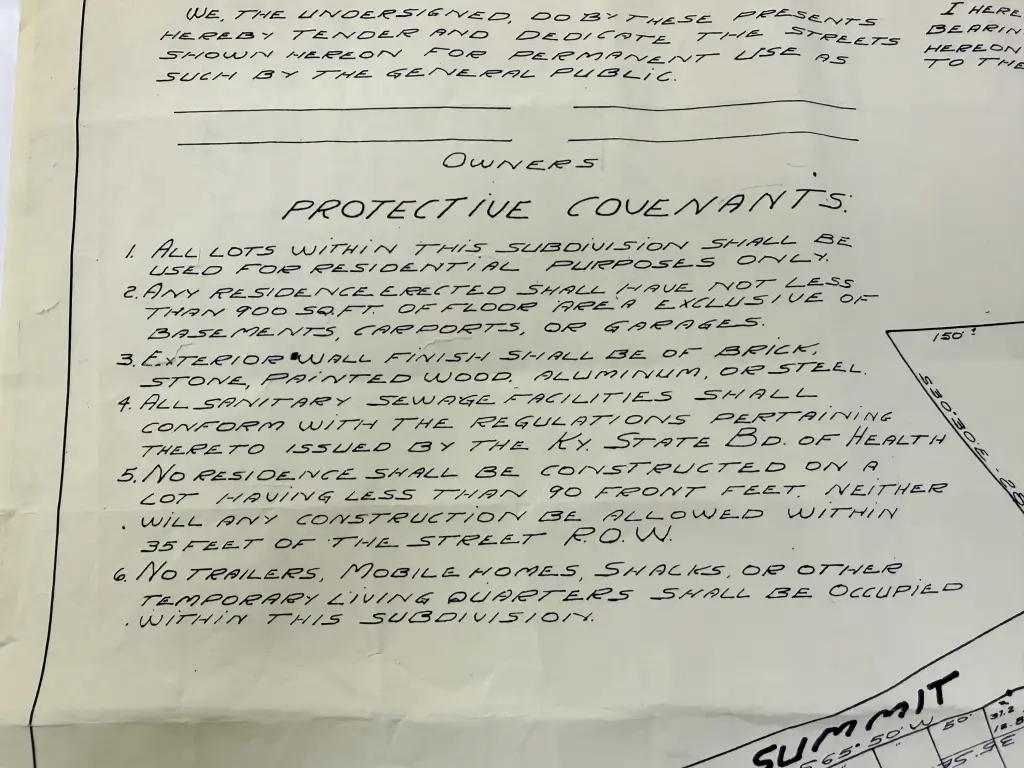 WE, THE UNDERSIGNED, DO BY THESE PRESENTS
HEREBY TENDER AND DEDICATE THE STREETS
SHOWN HEREON FOR PERMANENT USE AS
SUCH BY THE GENERAL PUBLIC.
OWNERS
PROTECTIVE COVENANTS:
1. ALL LOTS WITHIN THIS SUBDIVISION SHALL BE
USED FOR RESIDENTIAL PURPOSES ONLY.
2. ANY RESIDENCE ERECTED SHALL HAVE NOT LESS
THAN 900 SQ.FT. OF FLOOR AREA EXCLUSIVE OF
BASEMENTS, CARPORTS, OR GARAGES.
3. EXTERIOR WALL FINISH SHALL BE OF BRICK,
STONE, PAINTED WOOD, ALUMINUM, OR STEEL.
4. ALL SANITARY SEWAGE FACILITIES SHALL
CONFORM WITH THE REGULATIONS PERTAINING
THERETO ISSUED BY THE KY. STATE BD. OF HEALTH
5. NO RESIDENCE SHALL BE CONSTRUCTED ON A
LOT HAVING LESS THAN 90 FRONT FEET. NEITHER
WILL ANY CONSTRUCTION BE ALLOWED WITHIN
35 FEET OF THE STREET R.O.W.
6. NO TRAILERS, MOBILE HOMES, SHACKS, OR OTHER
TEMPORARY LIVING QUARTERS SHALL BE OCCUPIED
WITHIN THIS SUBDIVISION.
I HERE
BEARIN
HEREON
TO THE
150'±
S30.30.E
SUMMIT
S65.50.W
50'